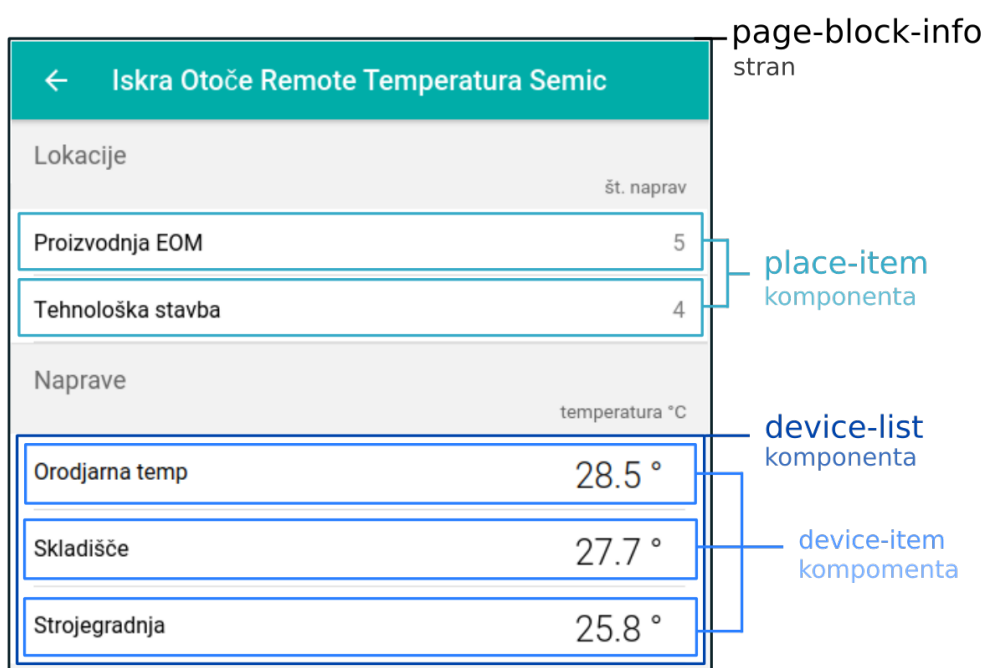 page-block-info
stran
← Iskra Otoče Remote Temperatura Semic
Lokacije
št. naprav
Proizvodnja EOM 5
Tehnološka stavba 4
place-item
komponenta
Naprave
temperatura °C
device-list
komponenta
Orodjarna temp 28.5 °
Skladišče 27.7 °
device-item
kompomenta
Strojegradnja 25.8 °